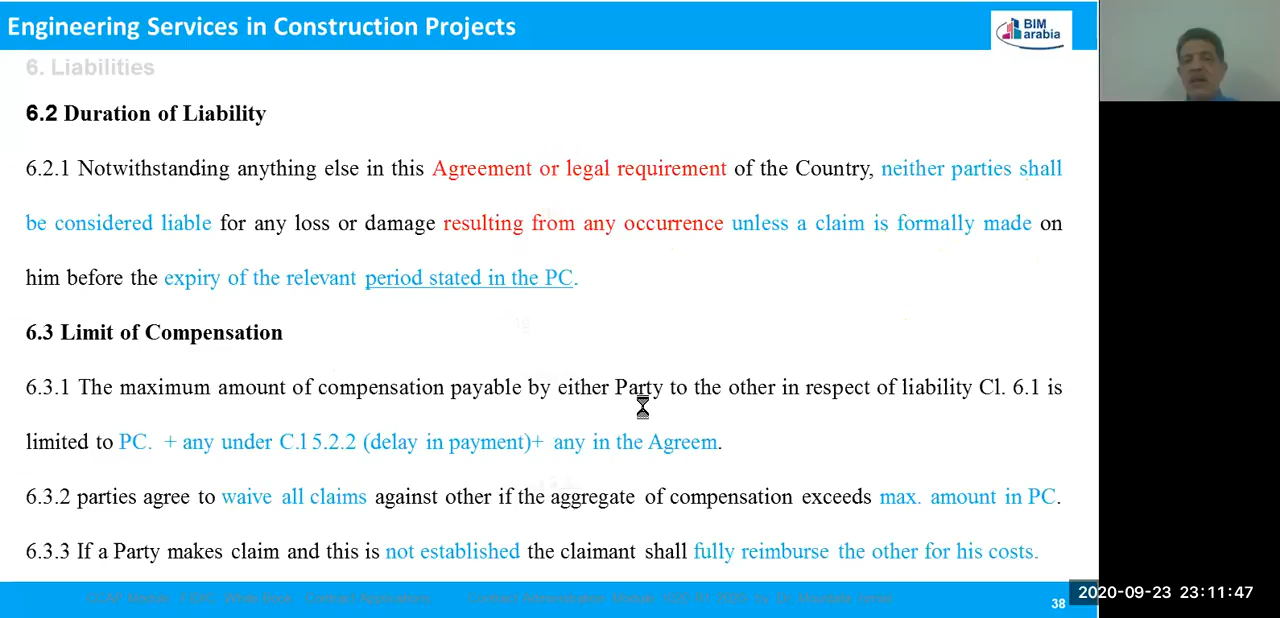 Engineering Services in Construction Projects
BIM
arabia
6. Liabilities
6.2 Duration of Liability
6.2.1 Notwithstanding anything else in this Agreement or legal requirement of the Country, neither parties shall
be considered liable for any loss or damage resulting from any occurrence unless a claim is formally made on
him before the expiry of the relevant period stated in the PC.
6.3 Limit of Compensation
6.3.1 The maximum amount of compensation payable by either Party to the other in respect of liability Cl. 6.1 is
limited to PC. + any under C.l 5.2.2 (delay in payment)+ any in the Agreem.
6.3.2 parties agree to waive all claims against other if the aggregate of compensation exceeds max. amount in PC.
6.3.3 If a Party makes claim and this is not established the claimant shall fully reimburse the other for his costs.
38
2020-09-23 23:11:47